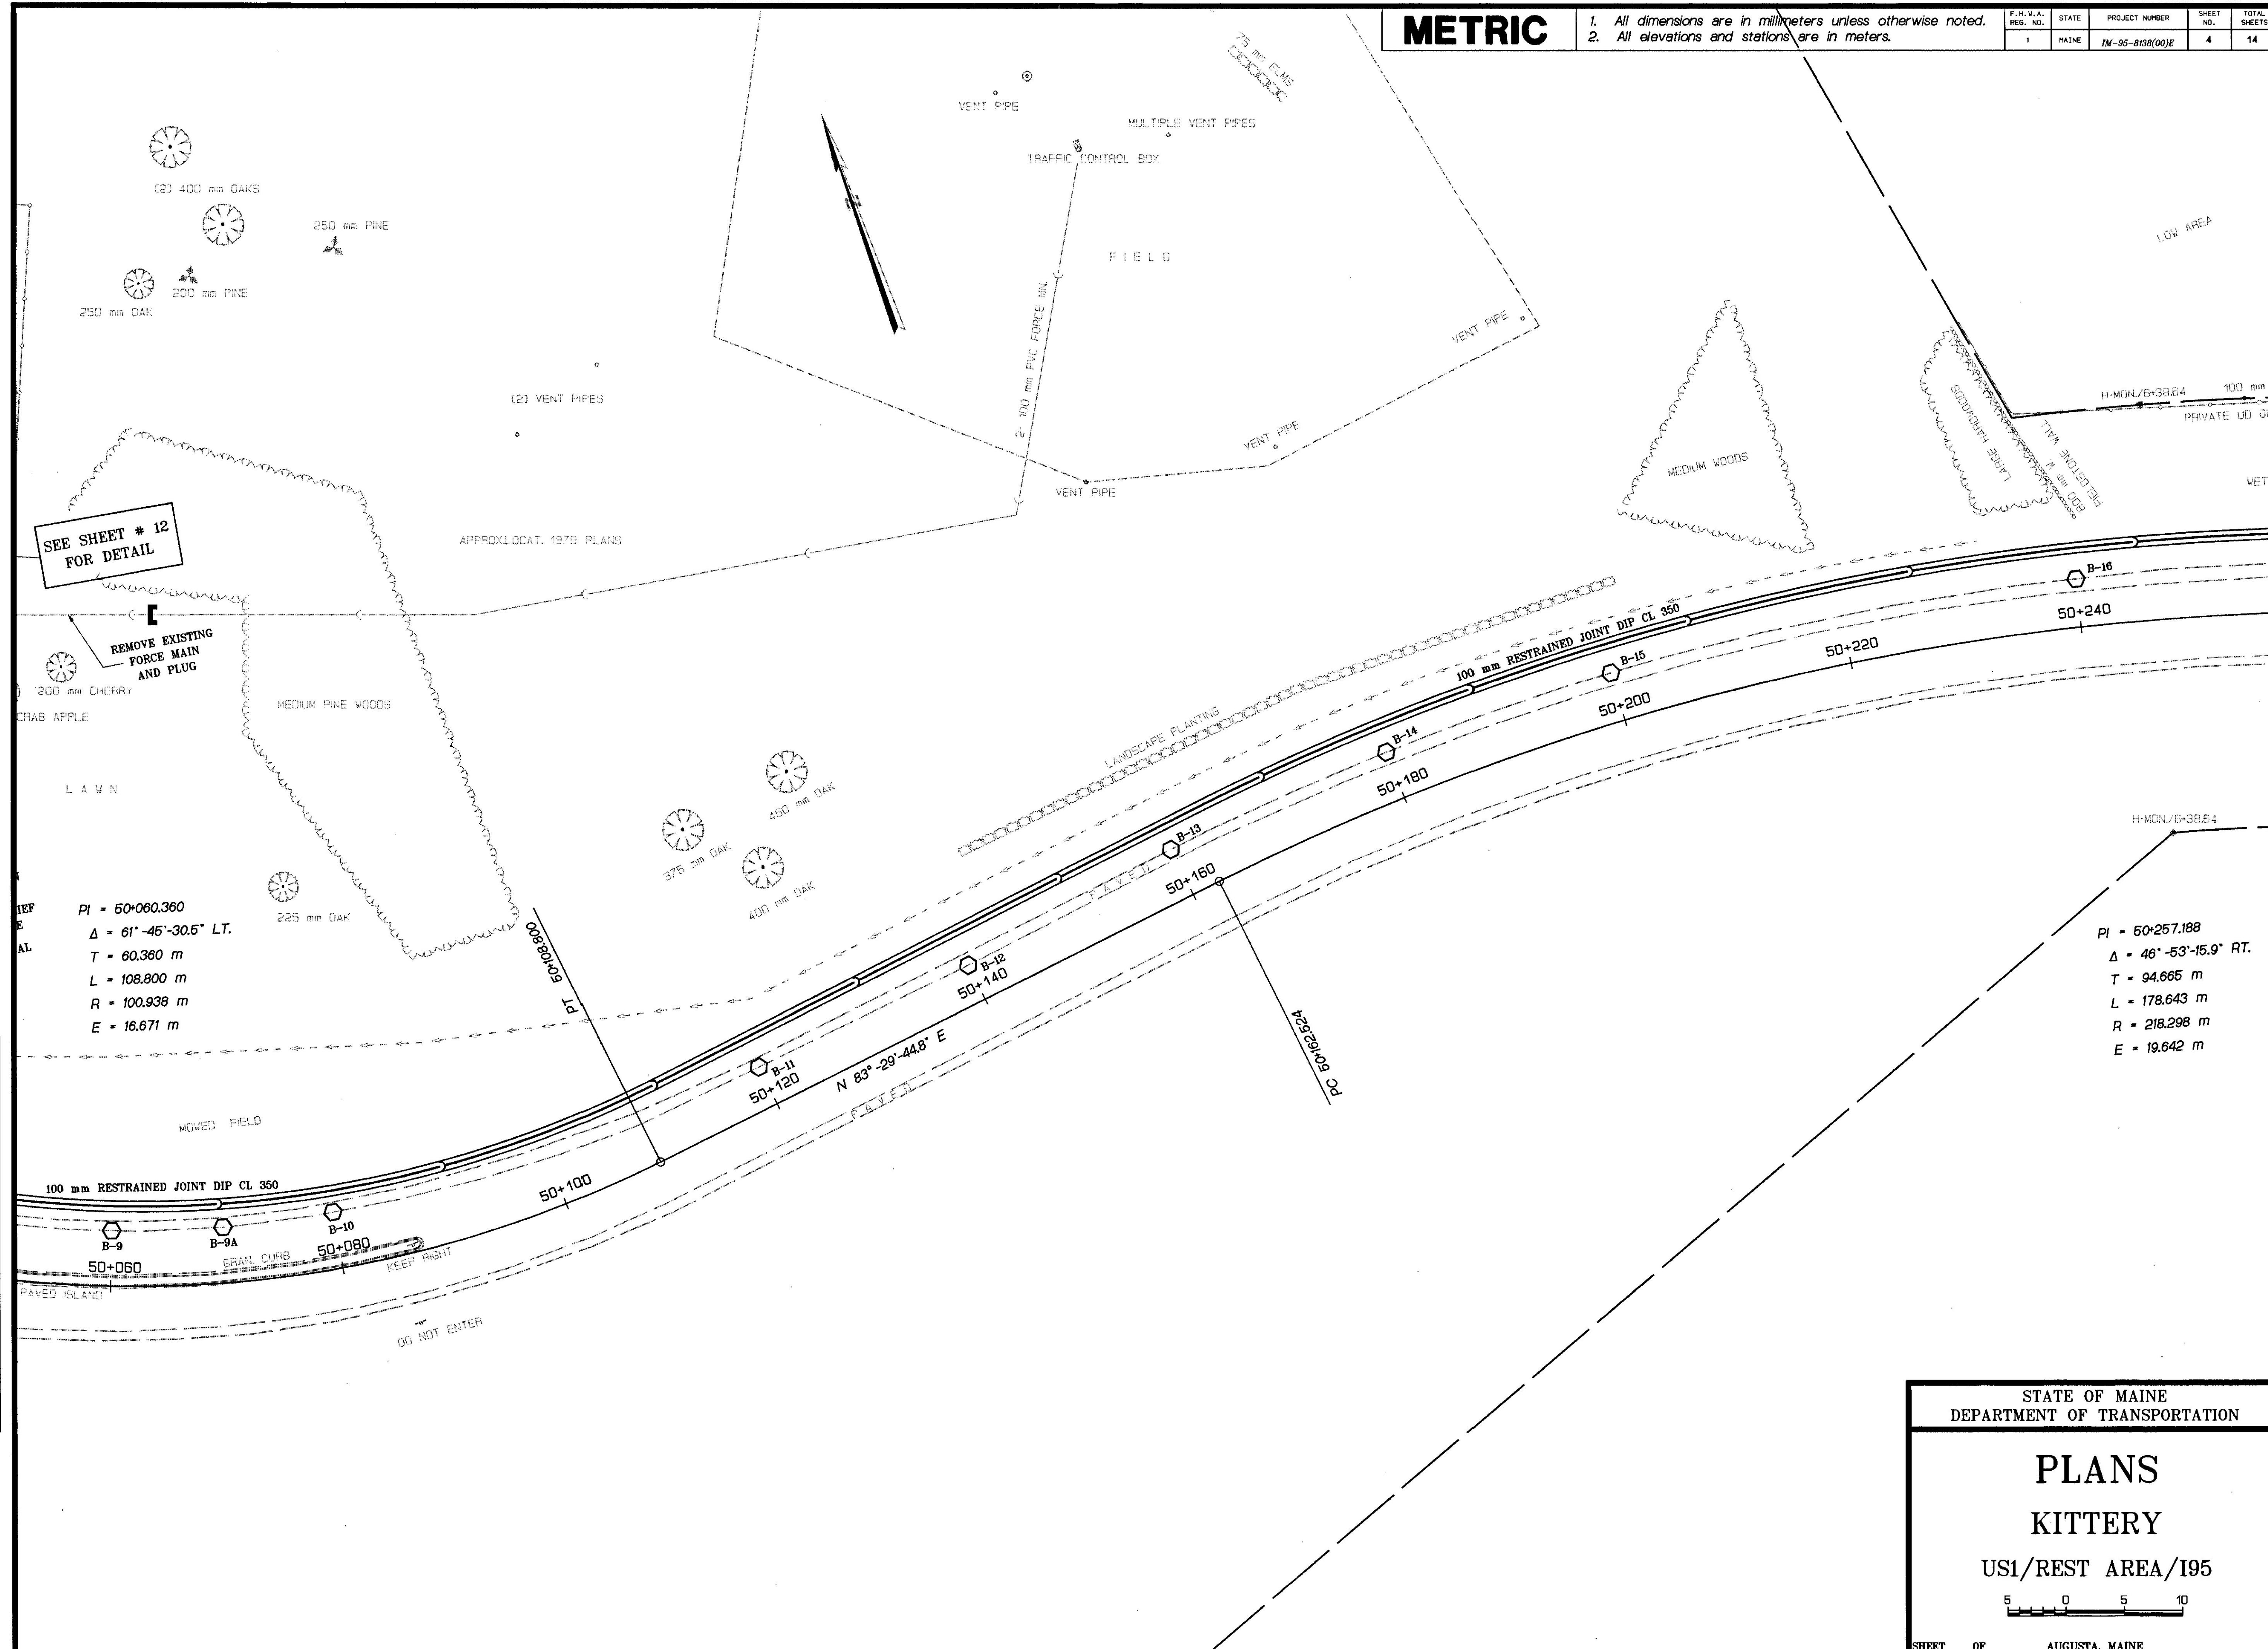 METRIC
1. All dimensions are in millimeters unless otherwise noted.
2. All elevations and stations are in meters.
F.H.W.A. REG. NO.
STATE
PROJECT NUMBER
SHEET NO.
TOTAL SHEETS
1
MAINE
IM-95-8138(00)E
4
14
75 mm ELMS
VENT PIPE
MULTIPLE VENT PIPES
TRAFFIC CONTROL BOX
(2) 400 mm OAKS
250 mm PINE
200 mm PINE
250 mm OAK
N
FIELD
LOW AREA
2- 100 mm PVC FORCE MN.
VENT PIPE
(2) VENT PIPES
VENT PIPE
VENT PIPE
MEDIUM WOODS
LARGE HARDWOODS
800 mm W
FIELDSTONE WALL
H-MON./6+38.64
100 mm
PRIVATE UD
WET
SEE SHEET # 12
FOR DETAIL
APPROX.LOCAT. 1979 PLANS
REMOVE EXISTING
FORCE MAIN
AND PLUG
200 mm CHERRY
CRAB APPLE
MEDIUM PINE WOODS
LAWN
LANDSCAPE PLANTING
100 mm RESTRAINED JOINT DIP CL 350
B-16
50+240
50+220
B-15
50+200
B-14
50+180
B-13
PAVED
50+160
450 mm OAK
375 mm OAK
400 mm OAK
225 mm OAK
H-MON./6+38.64
IEF
E
AL
PI = 50+060.360
Δ = 61°-45'-30.5" LT.
T = 60.360 m
L = 108.800 m
R = 100.938 m
E = 16.671 m
PT 50+108.800
B-12
50+140
PC 50+162.524
PI = 50+257.188
Δ = 46°-53'-15.9" RT.
T = 94.665 m
L = 178.643 m
R = 218.298 m
E = 19.642 m
B-11
50+120
N 83°-29'-44.8" E
PAVED
MOWED FIELD
100 mm RESTRAINED JOINT DIP CL 350
50+100
B-9
B-9A
B-10
50+060
GRAN. CURB
50+080
KEEP RIGHT
PAVED ISLAND
DO NOT ENTER
STATE OF MAINE
DEPARTMENT OF TRANSPORTATION
PLANS
KITTERY
US1/REST AREA/I95
5 0 5 10
SHEET OF AUGUSTA, MAINE